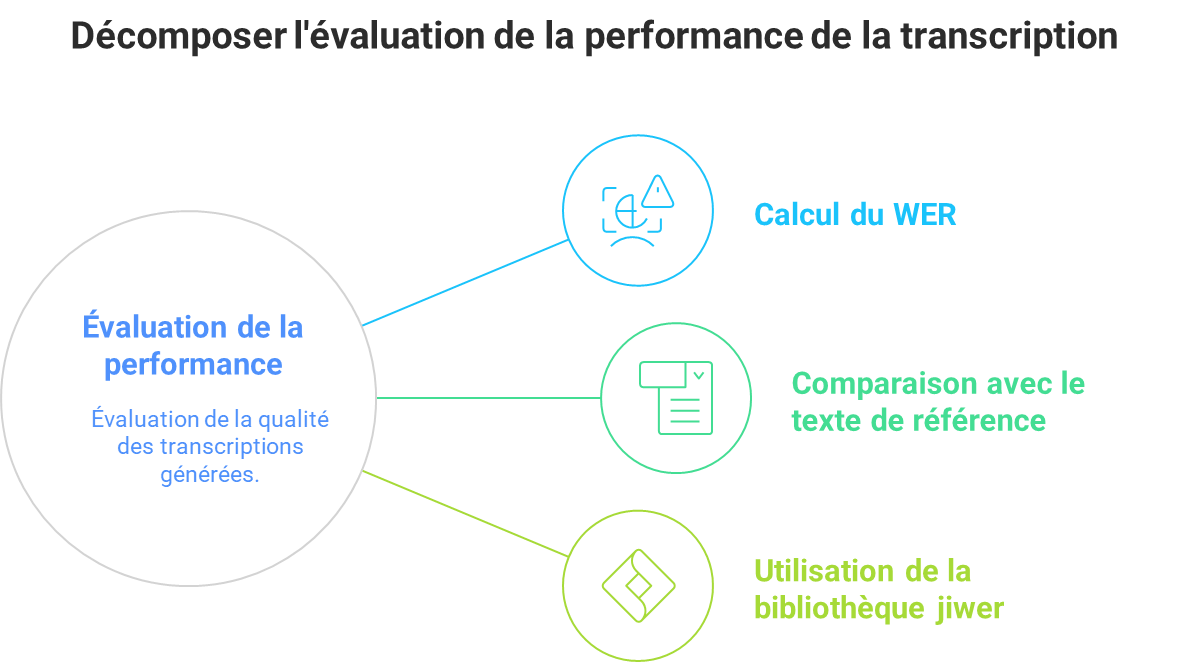 Décomposer l'évaluation de la performance de la transcription
Évaluation de la
performance
Évaluation de la qualité
des transcriptions
générées.
Calcul du WER
Comparaison avec le
texte de référence
Utilisation de la
bibliothèque jiwer